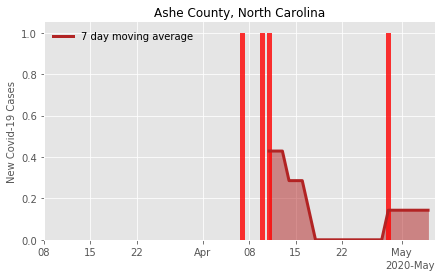 Ashe County, North Carolina
7 day moving average
New Covid-19 Cases
1.0
0.8
0.6
0.4
0.2
0.0
08 15 22 Apr 08 15 22 May
2020-May